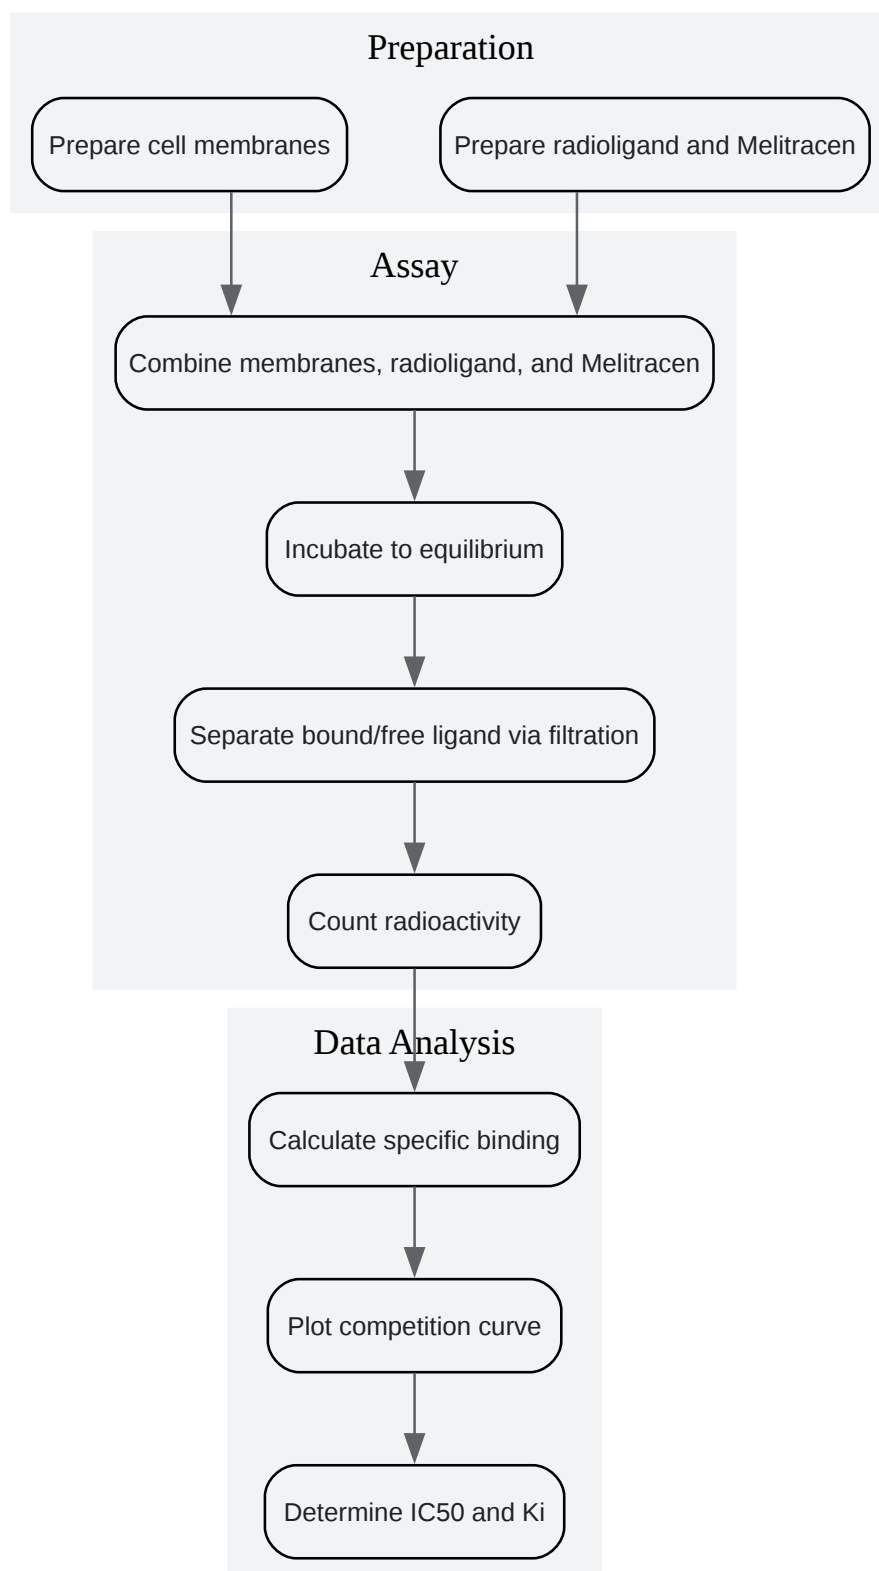 Preparation
Prepare cell membranes
Prepare radioligand and Melitracen
Assay
Combine membranes, radioligand, and Melitracen
Incubate to equilibrium
Separate bound/free ligand via filtration
Count radioactivity
Data Analysis
Calculate specific binding
Plot competition curve
Determine IC50 and Ki